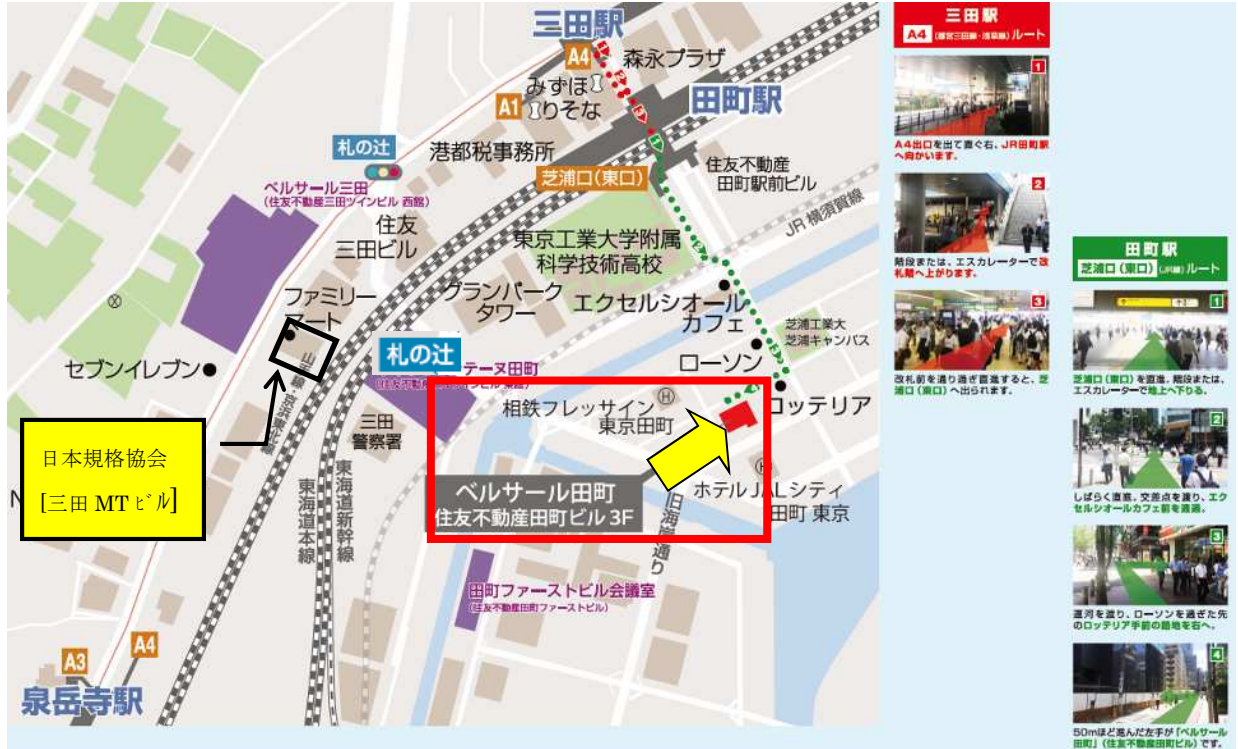 三田駅
A4
森永プラザ
みずほ
A1
りそな
田町駅
札の辻
港都税事務所
芝浦口(東口)
住友不動産
田町駅前ビル
ベルサール三田
(住友不動産三田ツインビル 西館)
JR 横須賀線
住友
三田ビル
東京工業大学附属
科学技術高校
ファミリー
マート
グランパーク
タワー
エクセルシオール
カフェ
芝浦工業大
芝浦キャンパス
セブンイレブン
札の辻
テーヌ田町
ローソン
相鉄フレッサイン
東京田町
ロッテリア
三田
警察署
日本規格協会
[三田 MT ビル]
ベルサール田町
住友不動産田町ビル 3F
ホテル JALシティ
田町 東京
東海道新幹線
東海道本線
旧海岸通り
田町ファーストビル会議室
(住友不動産田町ファーストビル)
A3
A4
泉岳寺駅
三田駅
A4 (都営三田線・浅草線) ルート
1
A4出口を出て直ぐ右、JR田町駅
へ向かいます。
2
階段または、エスカレーターで改
札階へ上がります。
3
改札前を通り過ぎ直進すると、芝
浦口(東口)へ出られます。
田町駅
芝浦口(東口) (JR線) ルート
1
芝浦口(東口)を直進、階段または、
エスカレーターで地上へ下りる。
2
しばらく直進、交差点を渡り、エク
セルシオールカフェ前を通過。
3
運河を渡り、ローソンを過ぎた先
のロッテリア手前の路地を右へ。
4
50mほど進んだ左手が「ベルサール
田町」(住友不動産田町ビル)です。